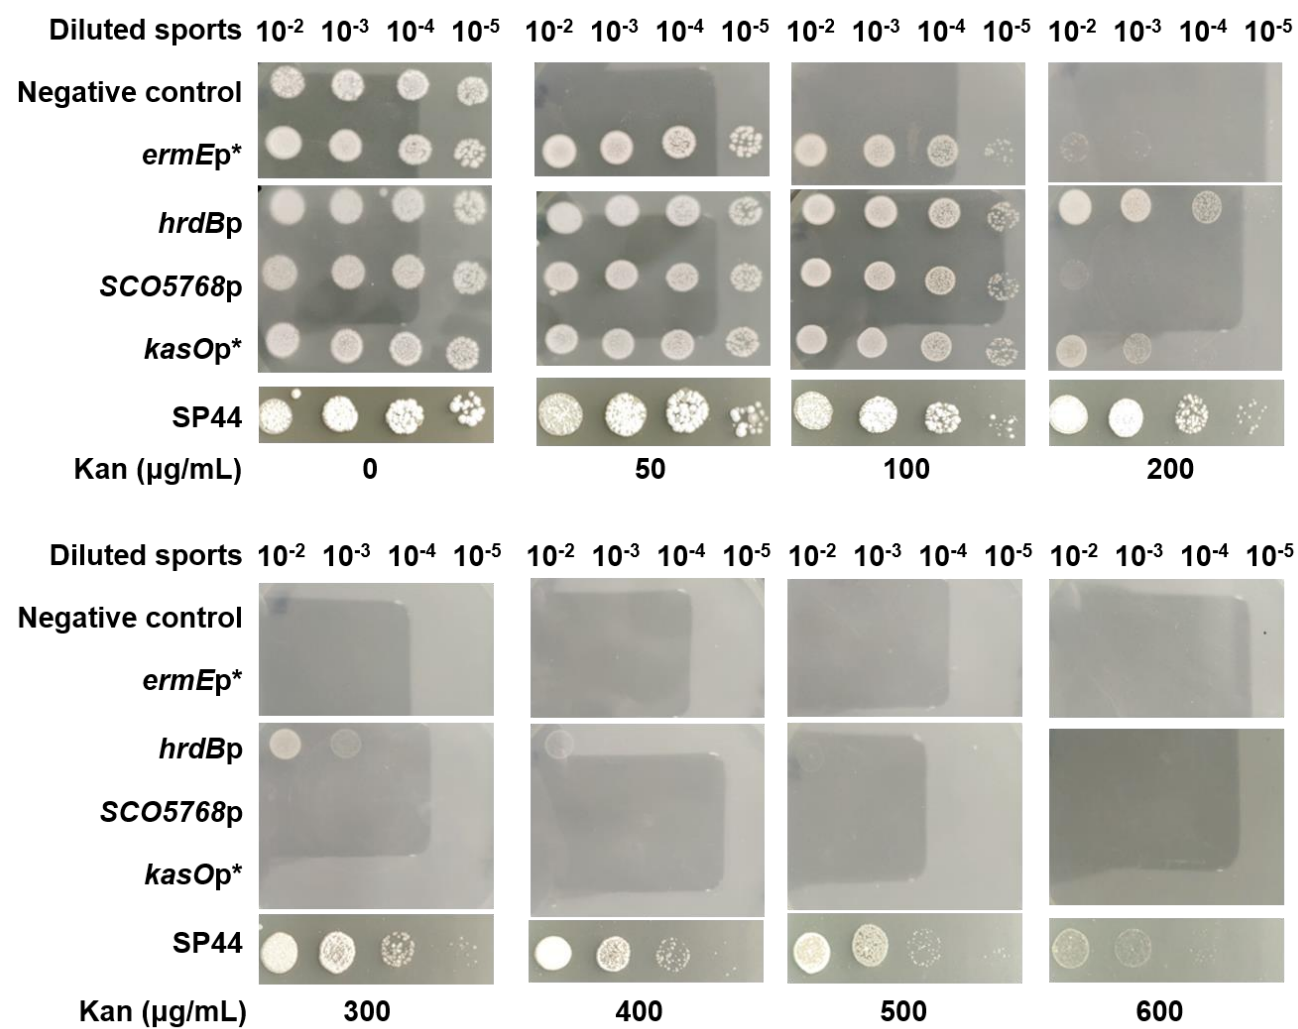 Diluted sports 10-2 10-3 10-4 10-5 10-2 10-3 10-4 10-5 10-2 10-3 10-4 10-5 10-2 10-3 10-4 10-5
Negative control
ermEp*
hrdBp
SCO5768p
kasOp*
SP44
Kan (µg/mL) 0 50 100 200
Diluted sports 10-2 10-3 10-4 10-5 10-2 10-3 10-4 10-5 10-2 10-3 10-4 10-5 10-2 10-3 10-4 10-5
Negative control
ermEp*
hrdBp
SCO5768p
kasOp*
SP44
Kan (µg/mL) 300 400 500 600